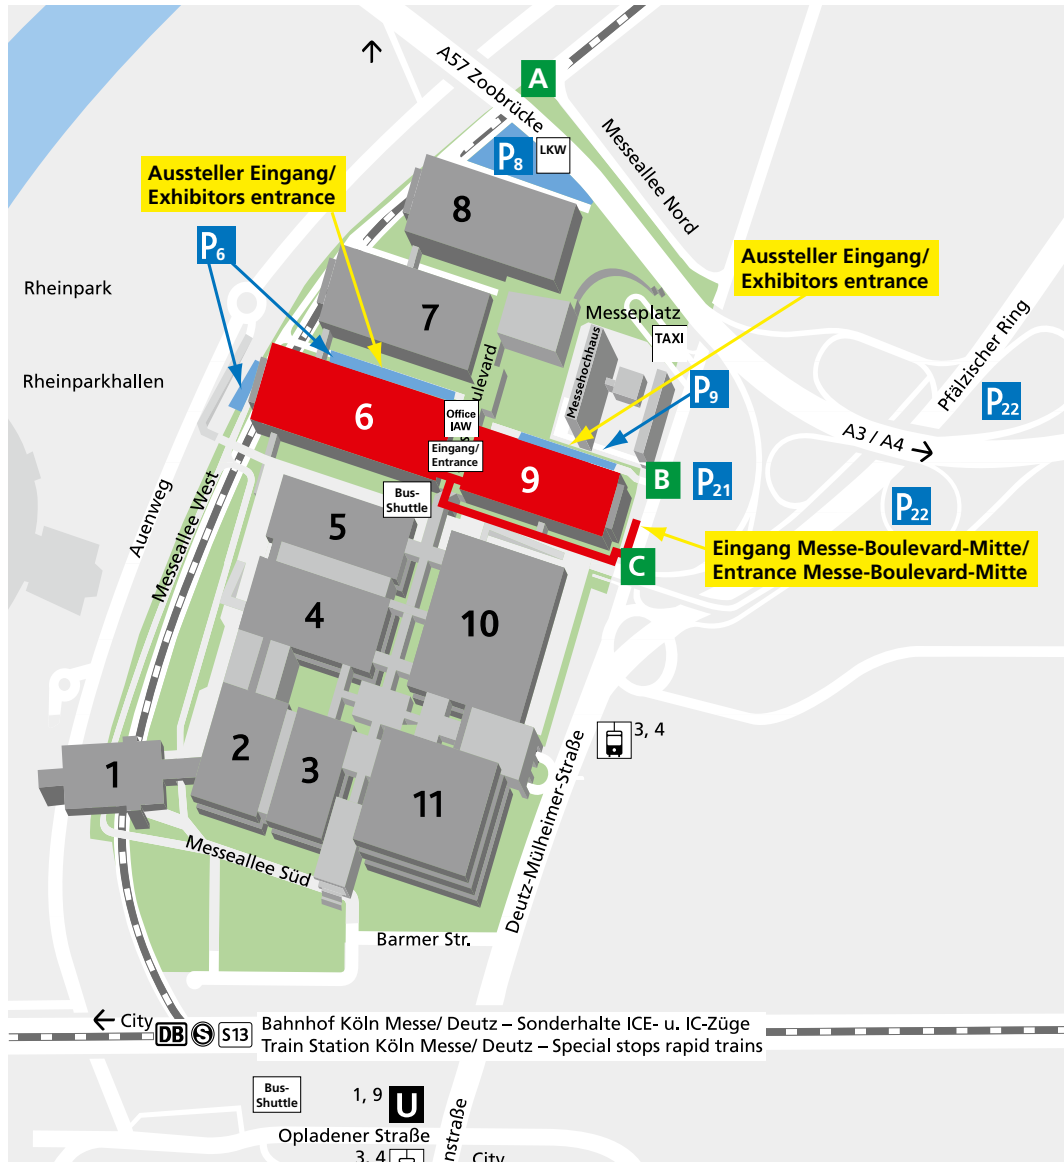 A57 Zoobrücke
A
P8
LKW
Messeallee Nord
Aussteller Eingang/
Exhibitors entrance
8
P6
Aussteller Eingang/
Exhibitors entrance
Rheinpark
7
Messeplatz
TAXI
Messehochhaus
Pfälzischer Ring
Rheinparkhallen
P9
P22
6
Office
IAW
A3 / A4
Eingang/
Entrance
9
B
P21
Bus-
Shuttle
P22
Auenweg
Messeallee West
5
Eingang Messe-Boulevard-Mitte/
Entrance Messe-Boulevard-Mitte
C
4
10
3, 4
2
3
1
11
Deutz-Mülheimer-Straße
Messeallee Süd
Barmer Str.
City
DB
S
S13
Bahnhof Köln Messe/ Deutz – Sonderhalte ICE- u. IC-Züge
Train Station Köln Messe/ Deutz – Special stops rapid trains
Bus-
Shuttle
1, 9
U
Opladener Straße
3, 4
City